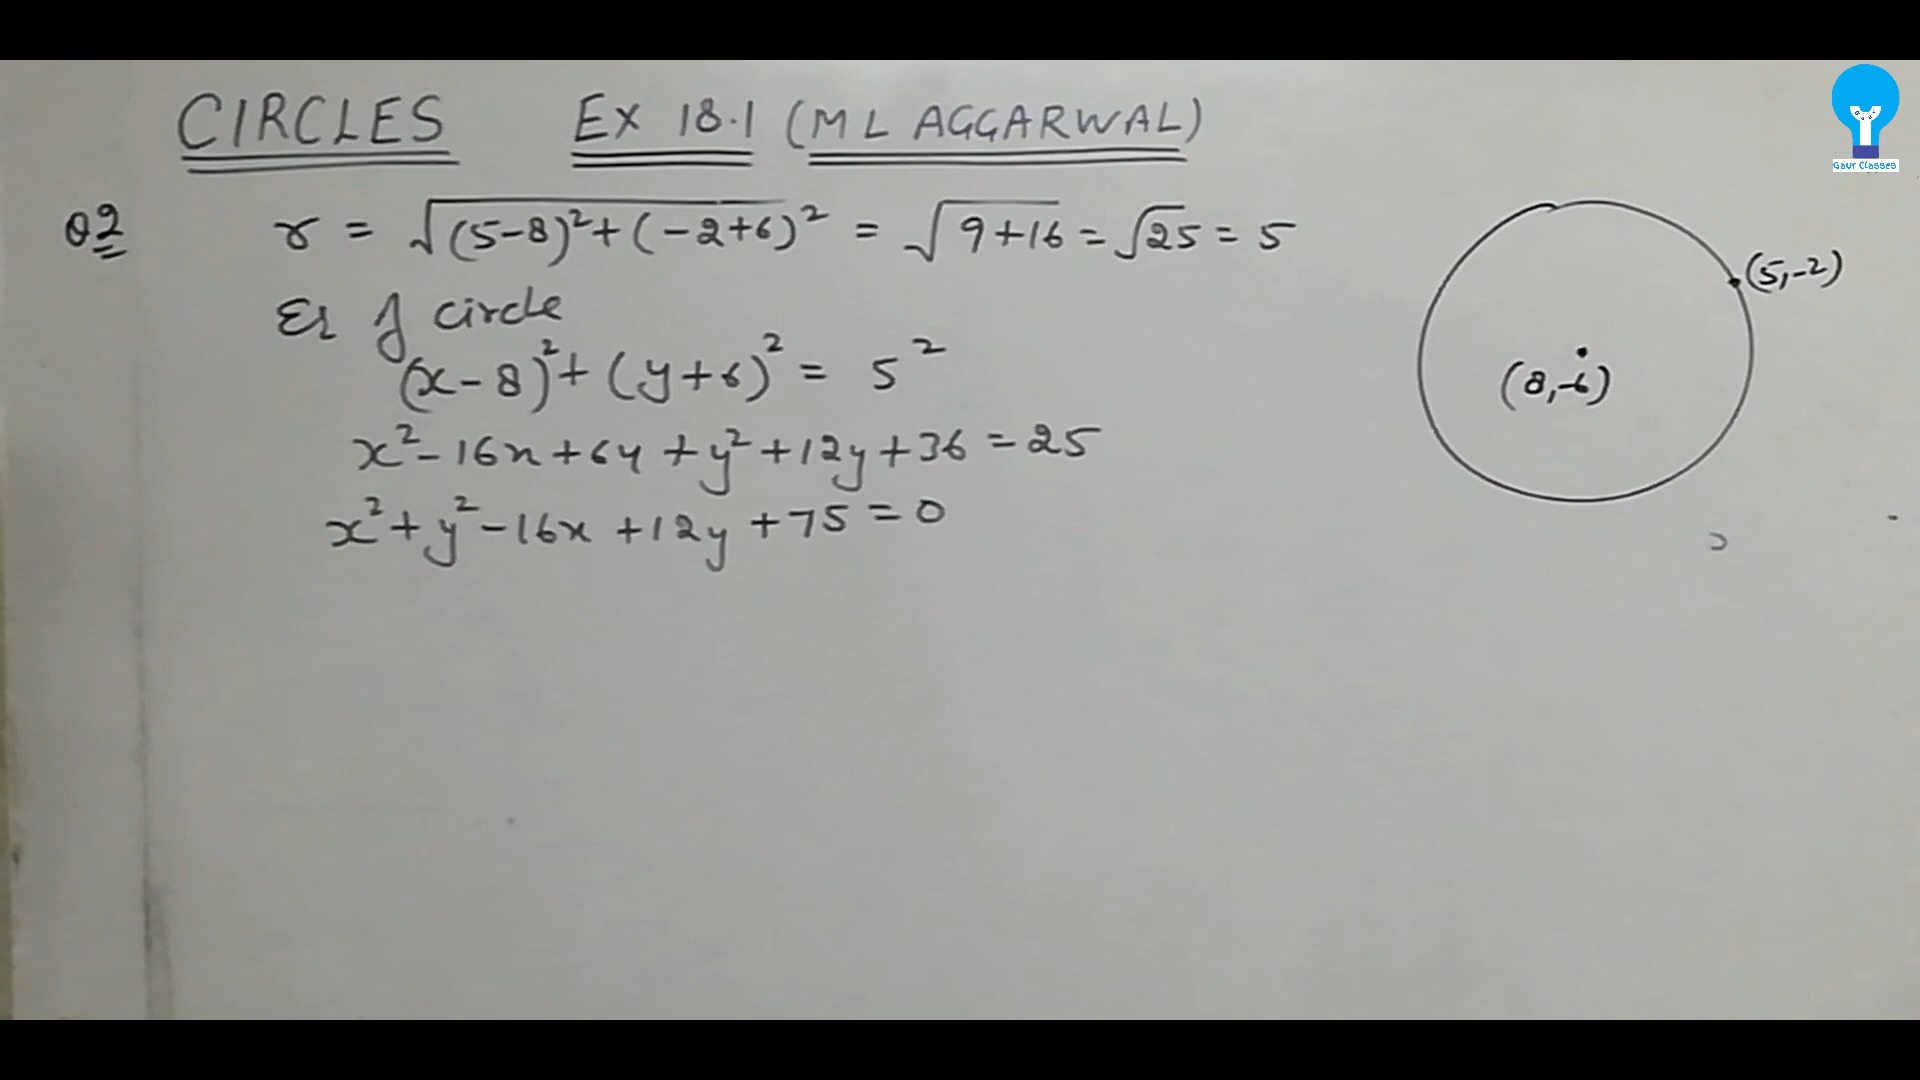 CIRCLES EX 18.1 (ML AGGARWAL)
Gaur Classes
Q2 r = √(5-8)²+(-2+6)² = √9+16 = √25 = 5
Eq of circle
(x-8)²+(y+6)² = 5²
x²-16x+64+y²+12y+36=25
x²+y²-16x+12y+75=0
(5,-2)
(8,-6)